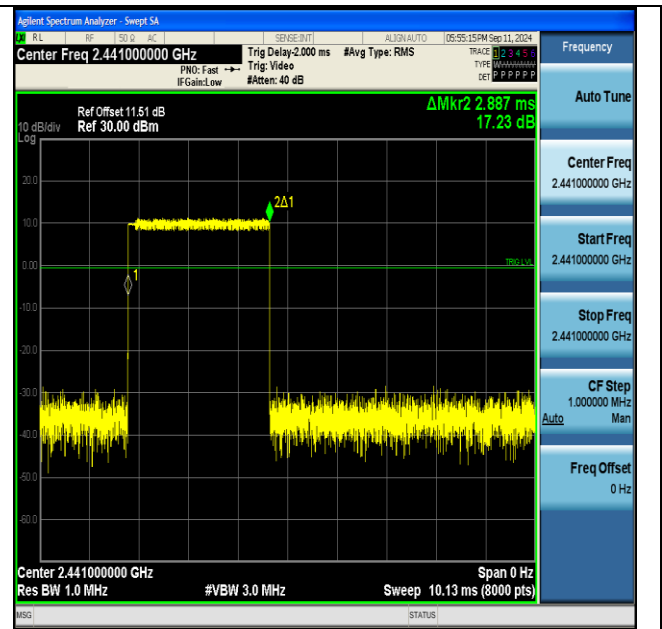 Agilent Spectrum Analyzer - Swept SA
RL RF 50 Ω AC SENSE:INT ALIGN AUTO 05:55:15 PM Sep 11, 2024
Center Freq 2.441000000 GHz
PNO: Fast
IFGain:Low
Trig Delay-2.000 ms
Trig: Video
#Atten: 40 dB
#Avg Type: RMS
TRACE 1 2 3 4 5 6
TYPE
DET P P P P P P
Frequency
Auto Tune
Center Freq
2.441000000 GHz
Start Freq
2.441000000 GHz
Stop Freq
2.441000000 GHz
CF Step
1.000000 MHz
Auto Man
Freq Offset
0 Hz
ΔMkr2 2.887 ms
17.23 dB
Ref Offset 11.51 dB
10 dB/div Ref 30.00 dBm
Log
20.0
10.0
0.00
-10.0
-20.0
-30.0
-40.0
-50.0
-60.0
2Δ1
1
TRIG LVL
Center 2.441000000 GHz Span 0 Hz
Res BW 1.0 MHz #VBW 3.0 MHz Sweep 10.13 ms (8000 pts)
MSG STATUS